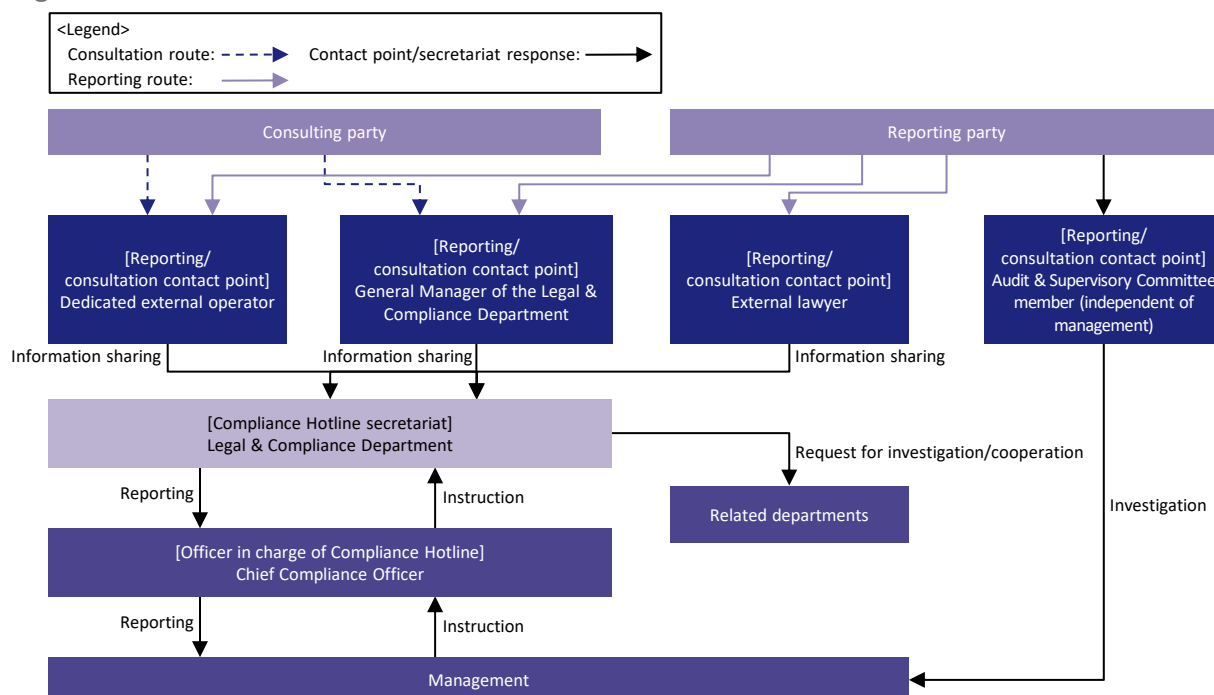 <Legend>
Consultation route:
Contact point/secretariat response:
Reporting route:
Consulting party
Reporting party
[Reporting/
consultation contact point]
Dedicated external operator
[Reporting/
consultation contact point]
General Manager of the Legal &
Compliance Department
[Reporting/
consultation contact point]
External lawyer
[Reporting/
consultation contact point]
Audit & Supervisory Committee
member (independent of
management)
Information sharing
Information sharing
Information sharing
[Compliance Hotline secretariat]
Legal & Compliance Department
Request for investigation/cooperation
Reporting
Instruction
Related departments
Investigation
[Officer in charge of Compliance Hotline]
Chief Compliance Officer
Reporting
Instruction
Management